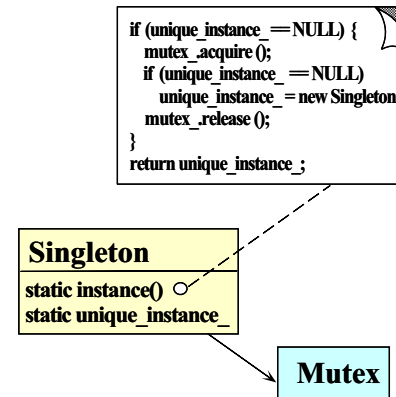 if (unique_instance_ == NULL) {
mutex_.acquire ();
if (unique_instance_ == NULL)
unique_instance_ = new Singleton
mutex_.release ();
}
return unique_instance_;
Singleton
static instance()
static unique_instance_
Mutex